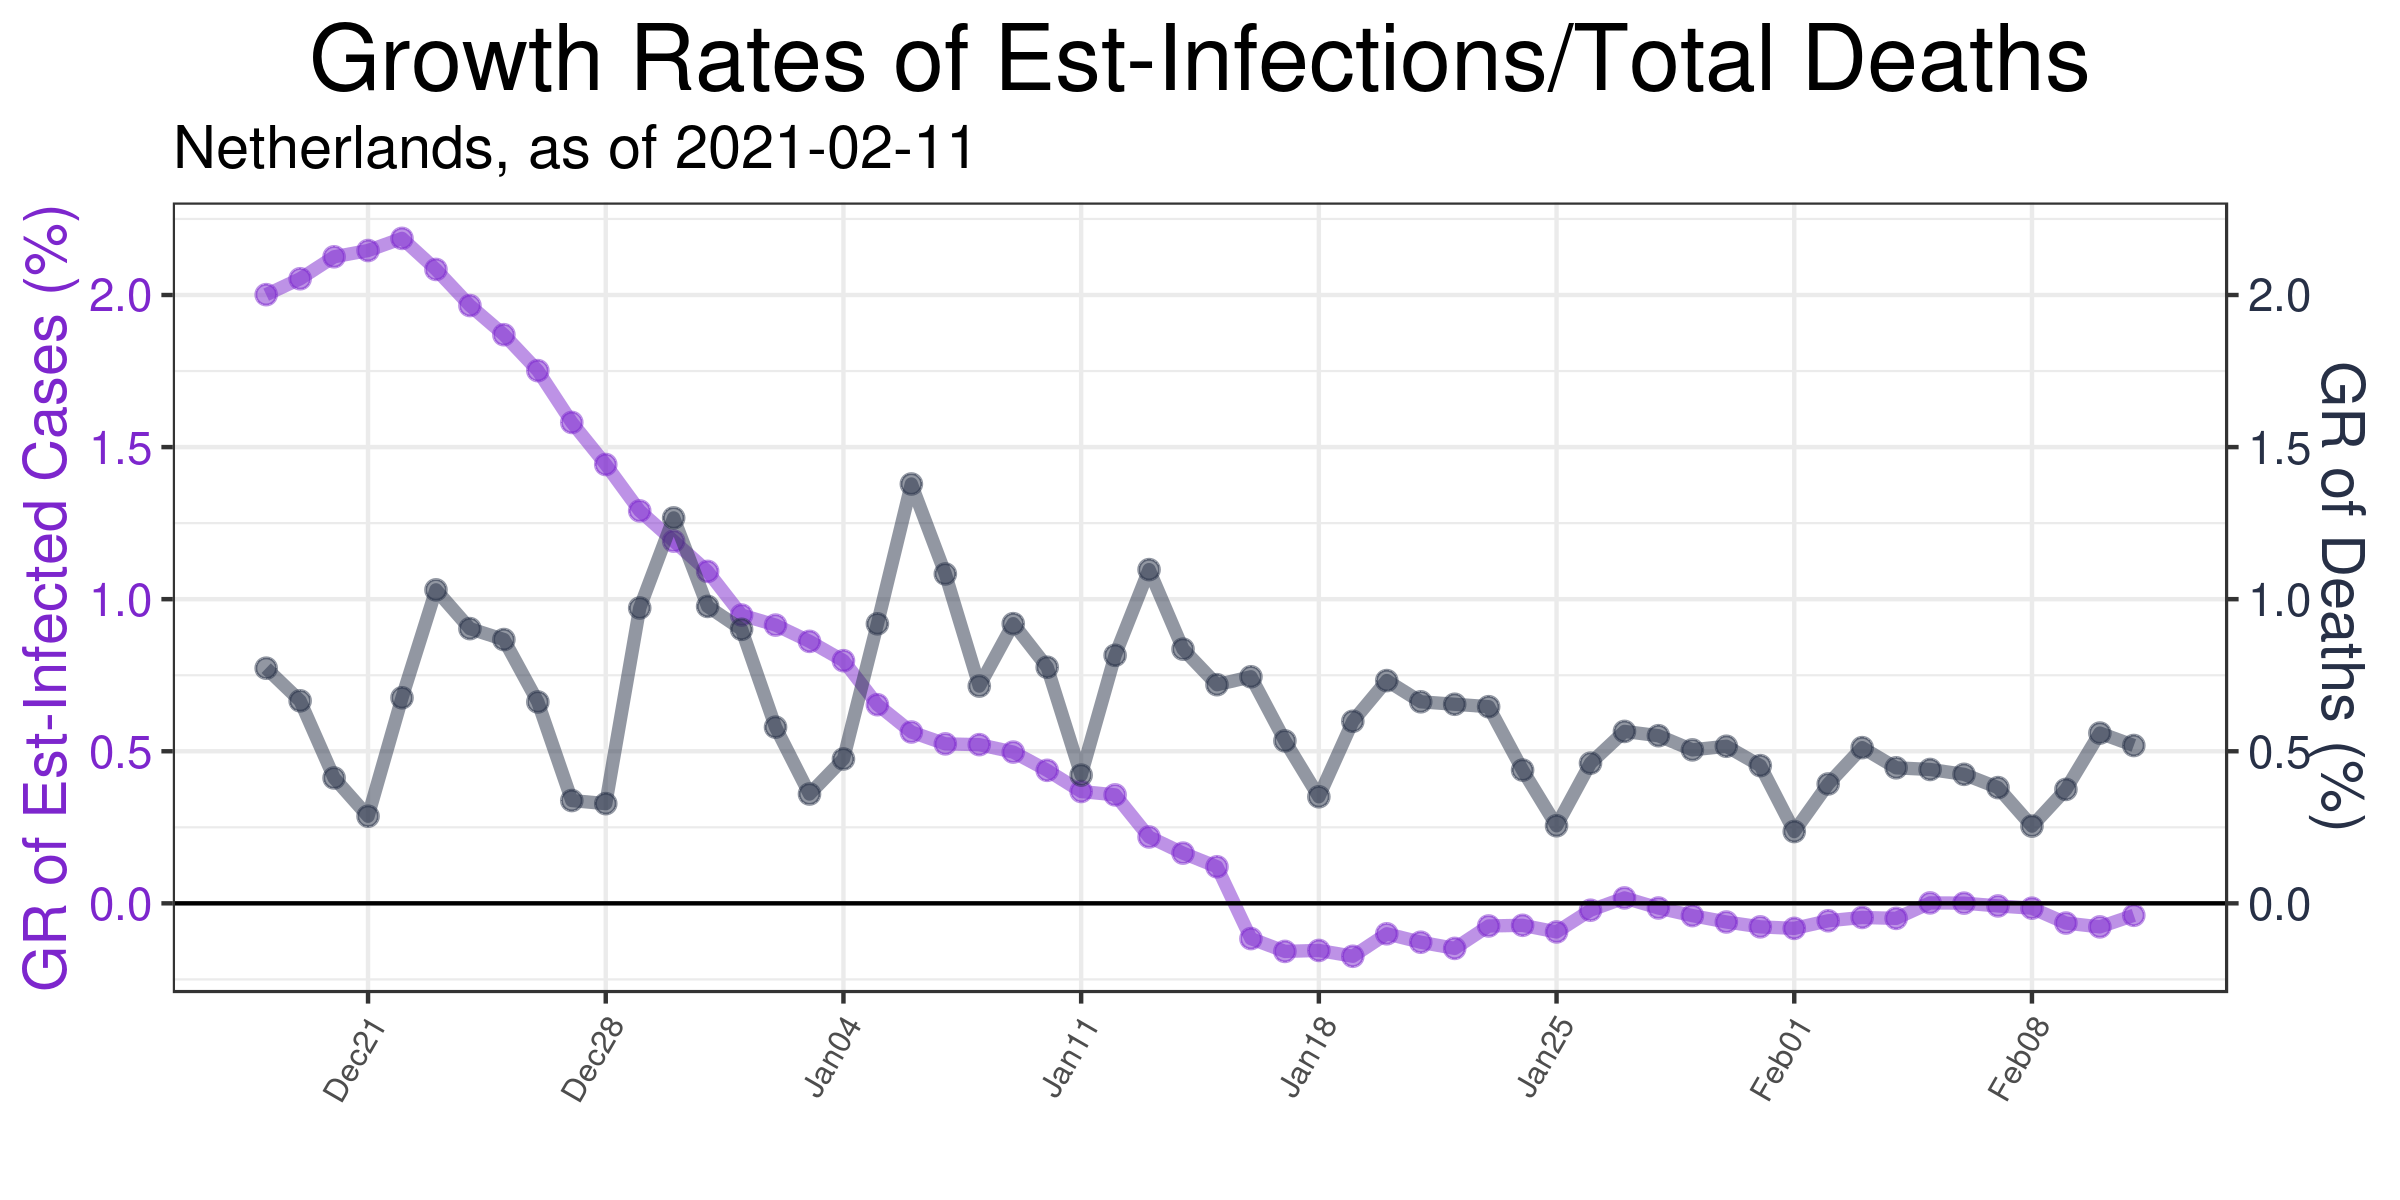 Growth Rates of Est-Infections/Total Deaths
Netherlands, as of 2021-02-11
GR of Est-Infected Cases (%)
2.0
1.5
1.0
0.5
0.0
2.0
1.5
1.0
0.5
0.0
GR of Deaths (%)
Dec21
Dec28
Jan04
Jan11
Jan18
Jan25
Feb01
Feb08